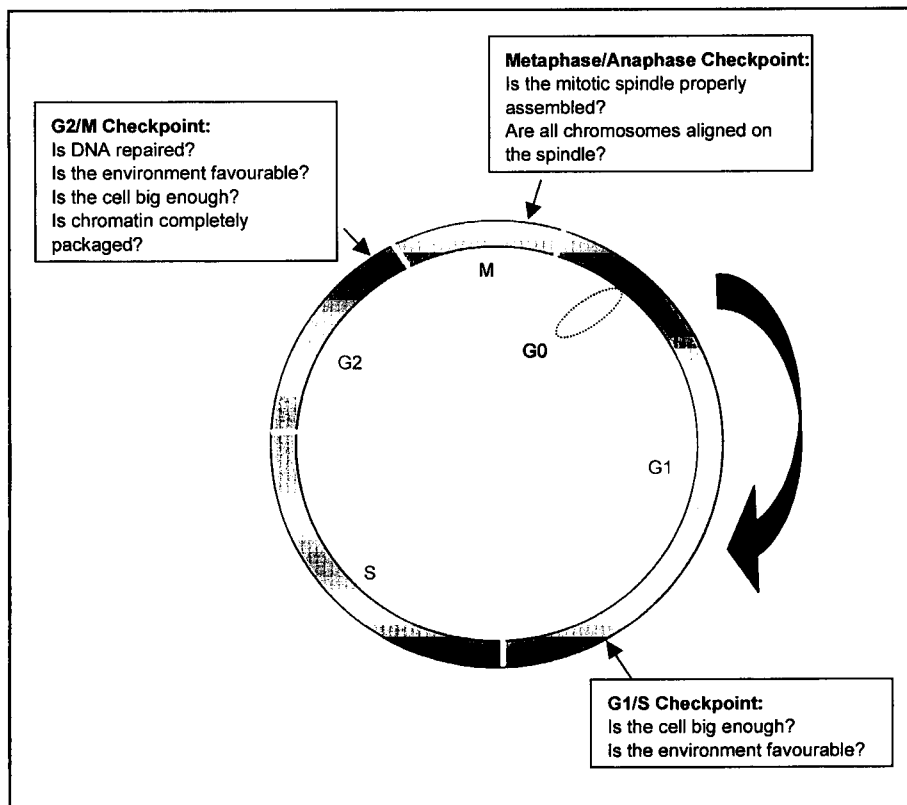 Metaphase/Anaphase Checkpoint:
Is the mitotic spindle properly
assembled?
Are all chromosomes aligned on
the spindle?
G2/M Checkpoint:
Is DNA repaired?
Is the environment favourable?
Is the cell big enough?
Is chromatin completely
packaged?
M
G0
G2
G1
S
G1/S Checkpoint:
Is the cell big enough?
Is the environment favourable?